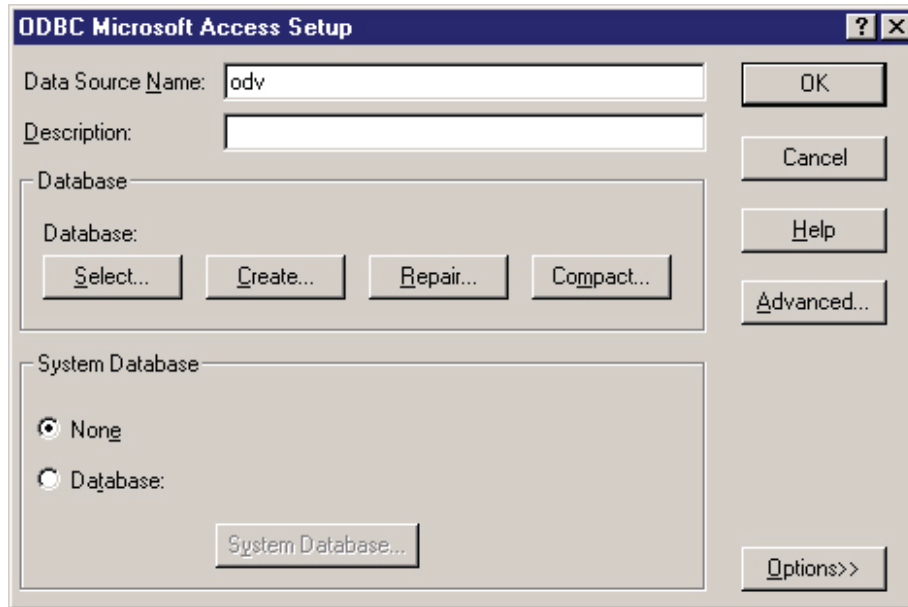 ODBC Microsoft Access Setup
Data Source Name: odv
OK
Description:
Cancel
Database
Database:
Help
Select... Create... Repair... Compact...
Advanced...
System Database
None
Database:
System Database...
Options>>